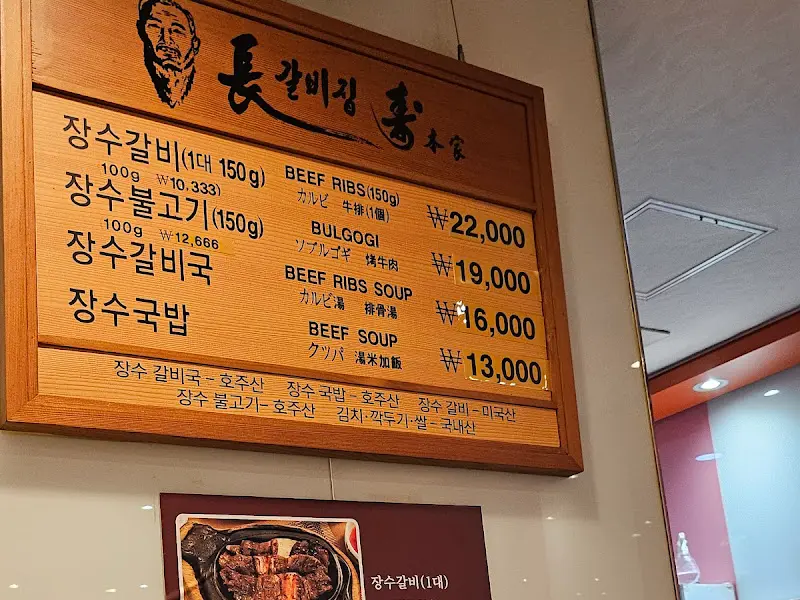 長 갈비집 壽 本家
장수갈비(1대 150g) BEEF RIBS(150g) ₩22,000
100g ₩10,333) カルビ 牛排(1個)
장수불고기(150g) BULGOGI ₩19,000
100g ₩12,666 ソブルゴギ 烤牛肉
장수갈비국 BEEF RIBS SOUP ₩16,000
カルビ湯 排骨湯
장수국밥 BEEF SOUP ₩13,000
クッパ 湯米加飯
장수 갈비국 - 호주산 장수 국밥 - 호주산 장수 갈비 - 미국산
장수 불고기 - 호주산 김치·깍두기·쌀 - 국내산
장수갈비(1대)